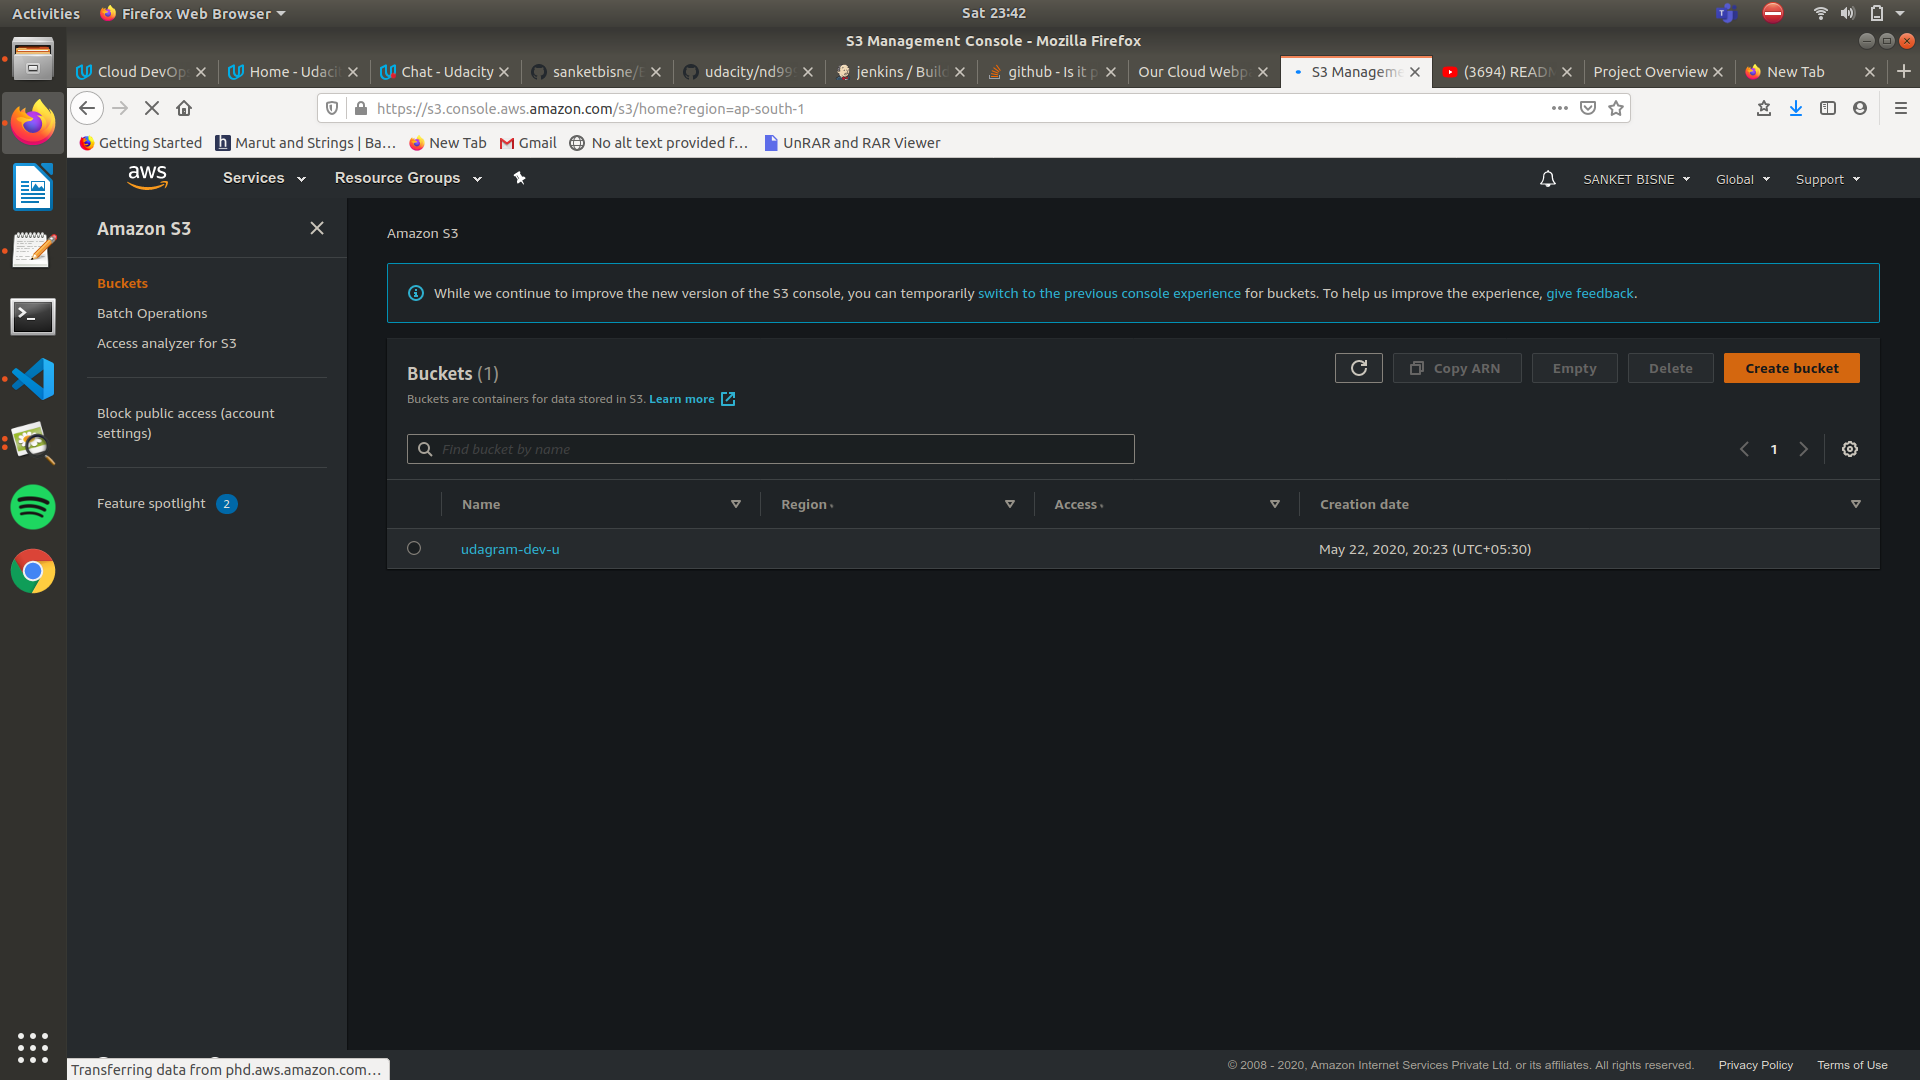 Activities Firefox Web Browser Sat 23:42
S3 Management Console - Mozilla Firefox
Cloud DevOp Home - Udaci Chat - Udacity sanketbisne/ udacity/nd99 jenkins / Build github - Is it p Our Cloud Webp S3 Manageme (3694) READ Project Overview New Tab
https://s3.console.aws.amazon.com/s3/home?region=ap-south-1
Getting Started h Marut and Strings | Ba… New Tab Gmail No alt text provided f… UnRAR and RAR Viewer
aws Services Resource Groups SANKET BISNE Global Support
Amazon S3
Buckets
Batch Operations
Access analyzer for S3
Block public access (account
settings)
Feature spotlight 2
Amazon S3
While we continue to improve the new version of the S3 console, you can temporarily switch to the previous console experience for buckets. To help us improve the experience, give feedback.
Buckets (1)
Buckets are containers for data stored in S3. Learn more
Copy ARN Empty Delete Create bucket
Find bucket by name
1
Name Region Access Creation date
udagram-dev-u May 22, 2020, 20:23 (UTC+05:30)
Transferring data from phd.aws.amazon.com…
© 2008 - 2020, Amazon Internet Services Private Ltd. or its affiliates. All rights reserved. Privacy Policy Terms of Use